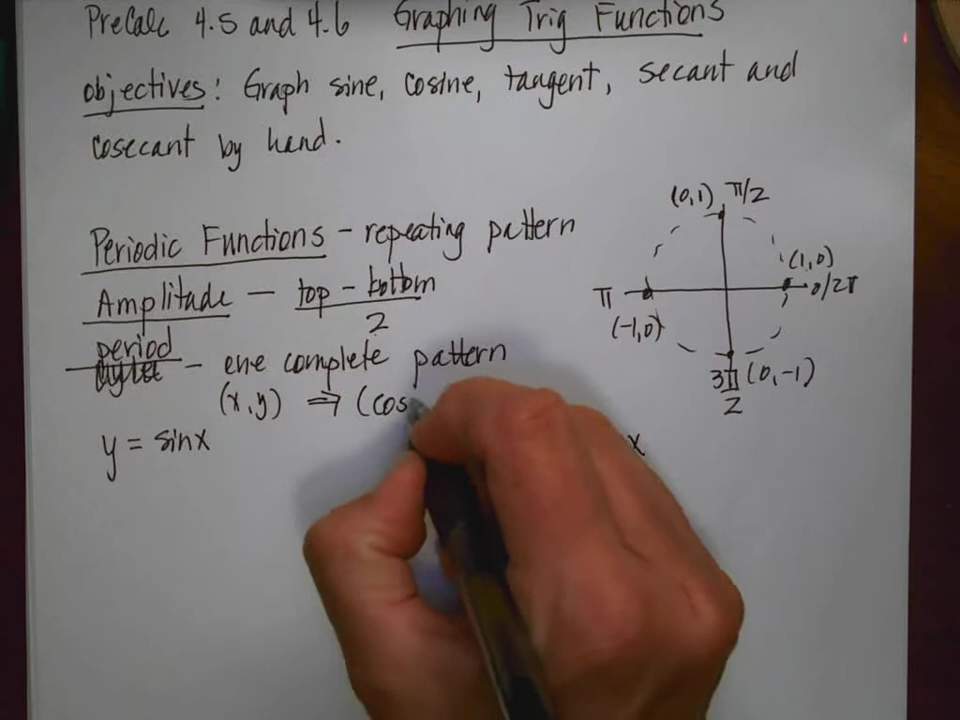 PreCalc 4.5 and 4.6 Graphing Trig Functions
objectives: Graph sine, cosine, tangent, secant and
cosecant by hand.
(0,1) π/2
Periodic Functions - repeating pattern
(1,0)
Amplitude - top - bottom
2
π
0/2π
(-1,0)
period
- one complete pattern
3π
2
(0,-1)
(x,y) ⇒ (cos
y = sinx
x